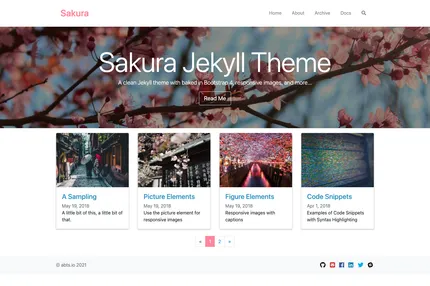 Sakura
Home About Archive Docs
Sakura Jekyll Theme
A clean Jekyll theme with baked in Bootstrap 4, responsive images, and more...
Read Me
A Sampling
May 19, 2018
A little bit of this, a little bit of
that.
Picture Elements
May 19, 2018
Use the picture element for
responsive images
Figure Elements
May 19, 2018
Responsive images with
captions
Code Snippets
Apr 1, 2018
Examples of Code Snippets
with Syntax Highlighting
« 1 2 »
© abts.io 2021